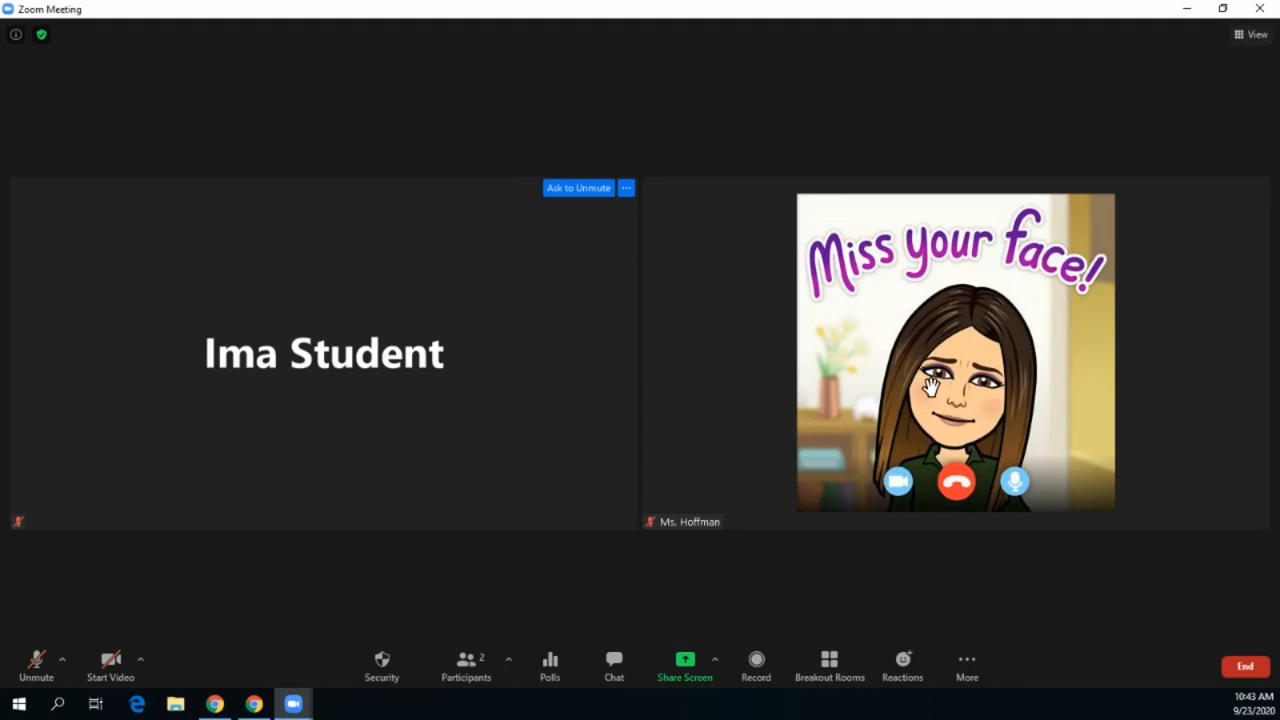 Zoom Meeting
View
Ask to Unmute
Miss your face!
Ima Student
Ms. Hoffman
Unmute
Start Video
Security
Participants
2
Polls
Chat
Share Screen
Record
Breakout Rooms
Reactions
More
End
10:43 AM
9/23/2020